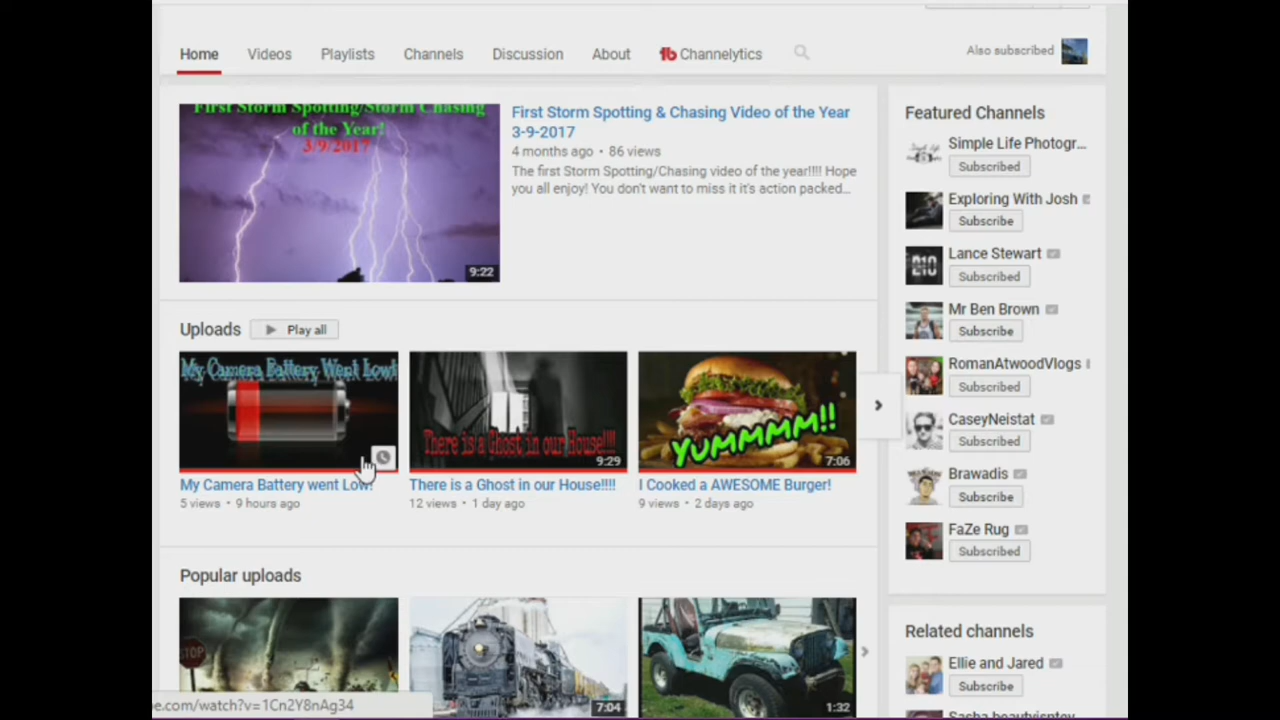 Home Videos Playlists Channels Discussion About Channelytics
Also subscribed
First Storm Spotting/Storm Chasing
of the Year!
3/9/2017
9:22
First Storm Spotting & Chasing Video of the Year
3-9-2017
4 months ago • 86 views
The first Storm Spotting/Chasing video of the year!!!! Hope
you all enjoy! You don't want to miss it it's action packed...
Uploads Play all
My Camera Battery Went Low!
My Camera Battery went Low!
5 views • 9 hours ago
There is a Ghost in our House!!!!
9:29
There is a Ghost in our House!!!!
12 views • 1 day ago
YUMMMM!!
7:06
I Cooked a AWESOME Burger!
9 views • 2 days ago
Popular uploads
STOP
7:04
1:32
be.com/watch?v=1Cn2Y8nAg34
Featured Channels
Simple Life Photogr...
Subscribed
Exploring With Josh
Subscribe
Lance Stewart
Subscribed
Mr Ben Brown
Subscribe
RomanAtwoodVlogs
Subscribed
CaseyNeistat
Subscribed
Brawadis
Subscribe
FaZe Rug
Subscribed
Related channels
Ellie and Jared
Subscribe